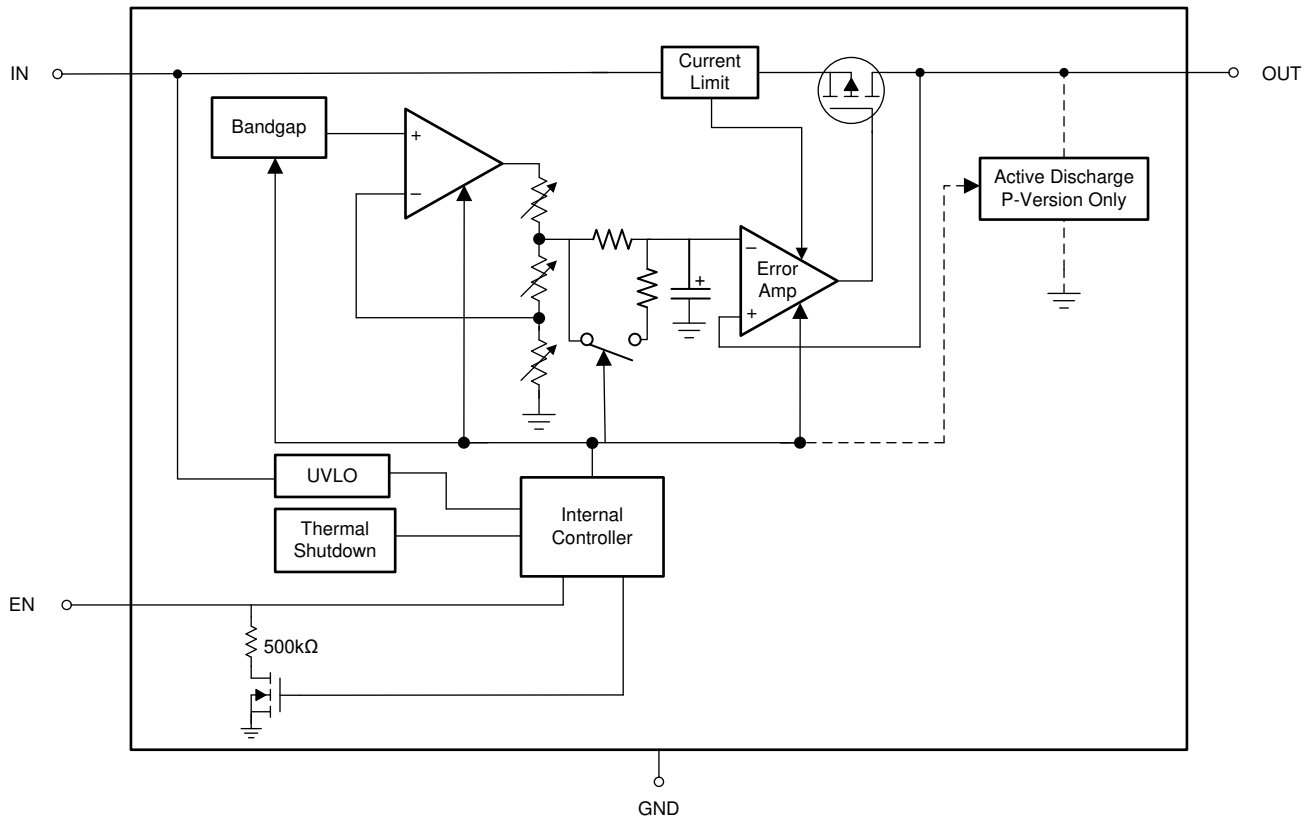 Current
Limit
IN
OUT
Bandgap
+
−
Active Discharge
P-Version Only
−
Error
Amp
+
+
UVLO
Internal
Controller
Thermal
Shutdown
EN
500kΩ
GND